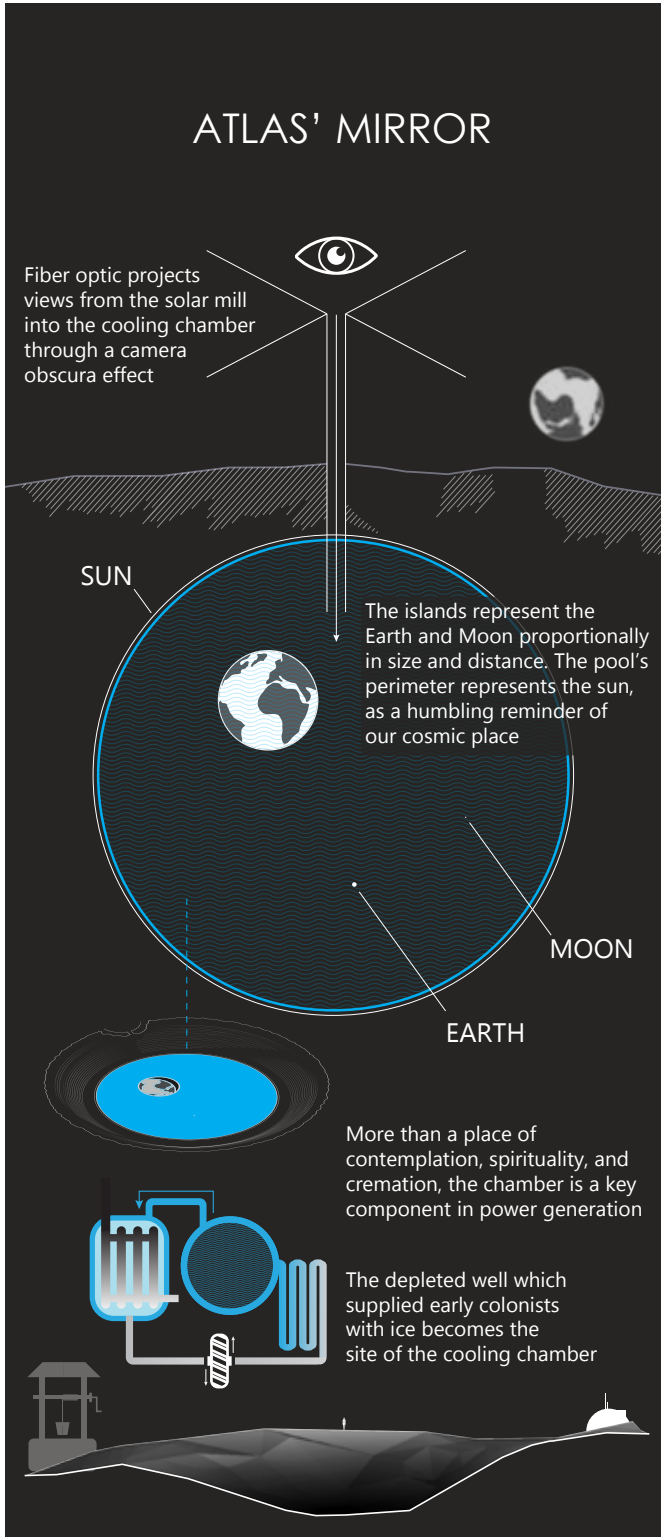 ATLAS’ MIRROR
Fiber optic projects
views from the solar mill
into the cooling chamber
through a camera
obscura effect
SUN
The islands represent the
Earth and Moon proportionally
in size and distance. The pool’s
perimeter represents the sun,
as a humbling reminder of
our cosmic place
MOON
EARTH
More than a place of
contemplation, spirituality, and
cremation, the chamber is a key
component in power generation
The depleted well which
supplied early colonists
with ice becomes the
site of the cooling chamber